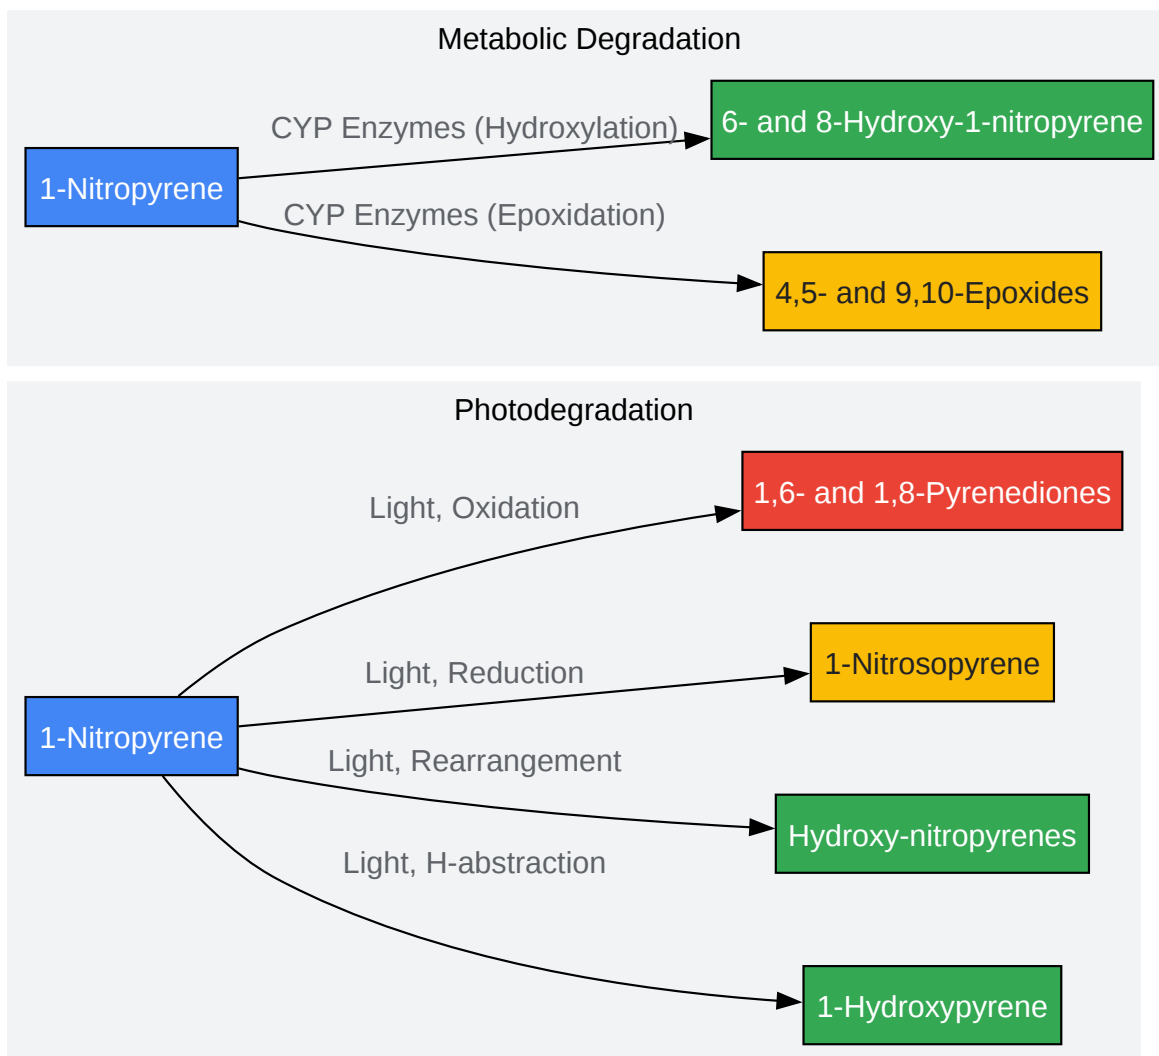 Metabolic Degradation
CYP Enzymes (Hydroxylation)
6- and 8-Hydroxy-1-nitropyrene
1-Nitropyrene
CYP Enzymes (Epoxidation)
4,5- and 9,10-Epoxides
Photodegradation
Light, Oxidation
1,6- and 1,8-Pyrenediones
Light, Reduction
1-Nitrosopyrene
1-Nitropyrene
Light, Rearrangement
Hydroxy-nitropyrenes
Light, H-abstraction
1-Hydroxypyrene